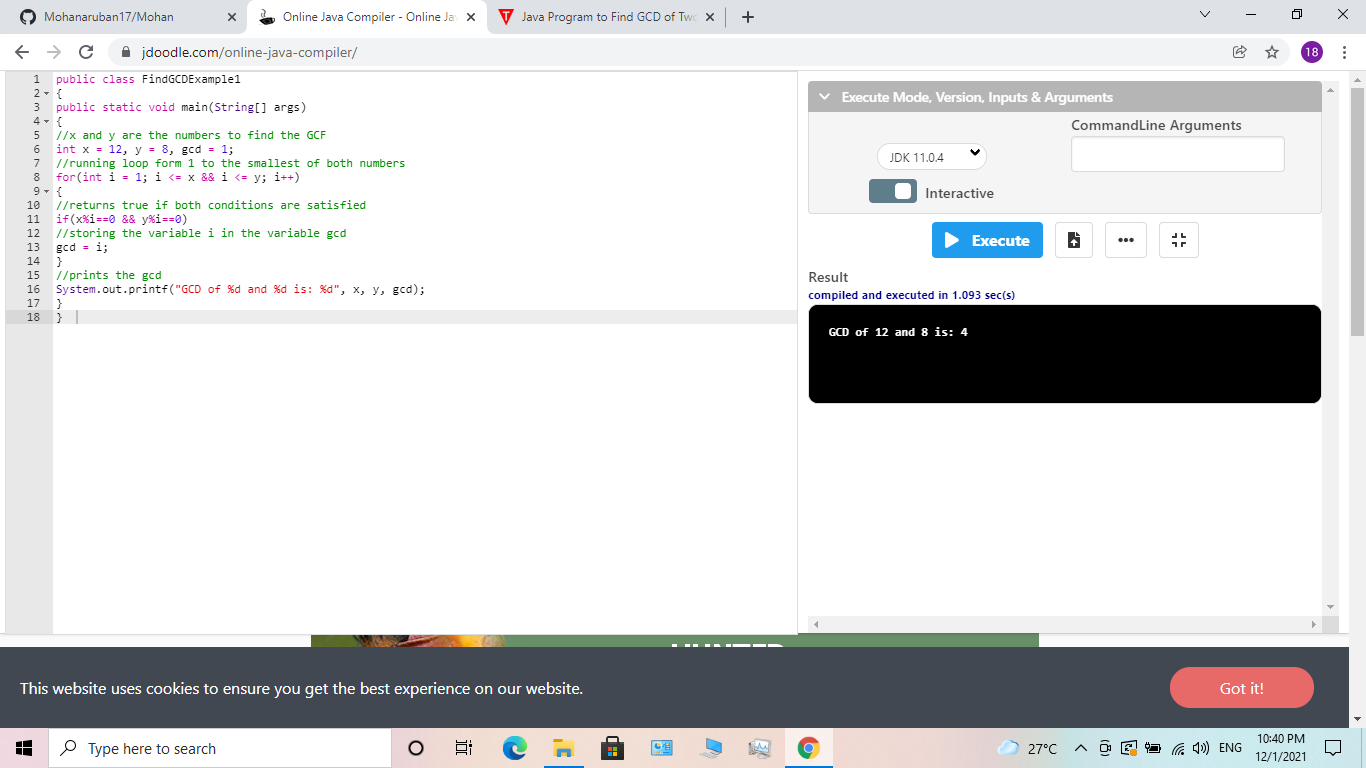 Mohanaruban17/Mohan
Online Java Compiler - Online Ja
Java Program to Find GCD of Tw
jdoodle.com/online-java-compiler/
18
1 public class FindGCDExample1
2 {
3 public static void main(String[] args)
4 {
5 //x and y are the numbers to find the GCF
6 int x = 12, y = 8, gcd = 1;
7 //running loop form 1 to the smallest of both numbers
8 for(int i = 1; i <= x && i <= y; i++)
9 {
10 //returns true if both conditions are satisfied
11 if(x%i==0 && y%i==0)
12 //storing the variable i in the variable gcd
13 gcd = i;
14 }
15 //prints the gcd
16 System.out.printf("GCD of %d and %d is: %d", x, y, gcd);
17 }
18 }
Execute Mode, Version, Inputs & Arguments
CommandLine Arguments
JDK 11.0.4
Interactive
Execute
Result
compiled and executed in 1.093 sec(s)
GCD of 12 and 8 is: 4
This website uses cookies to ensure you get the best experience on our website.
Got it!
Type here to search
27°C
ENG
10:40 PM
12/1/2021